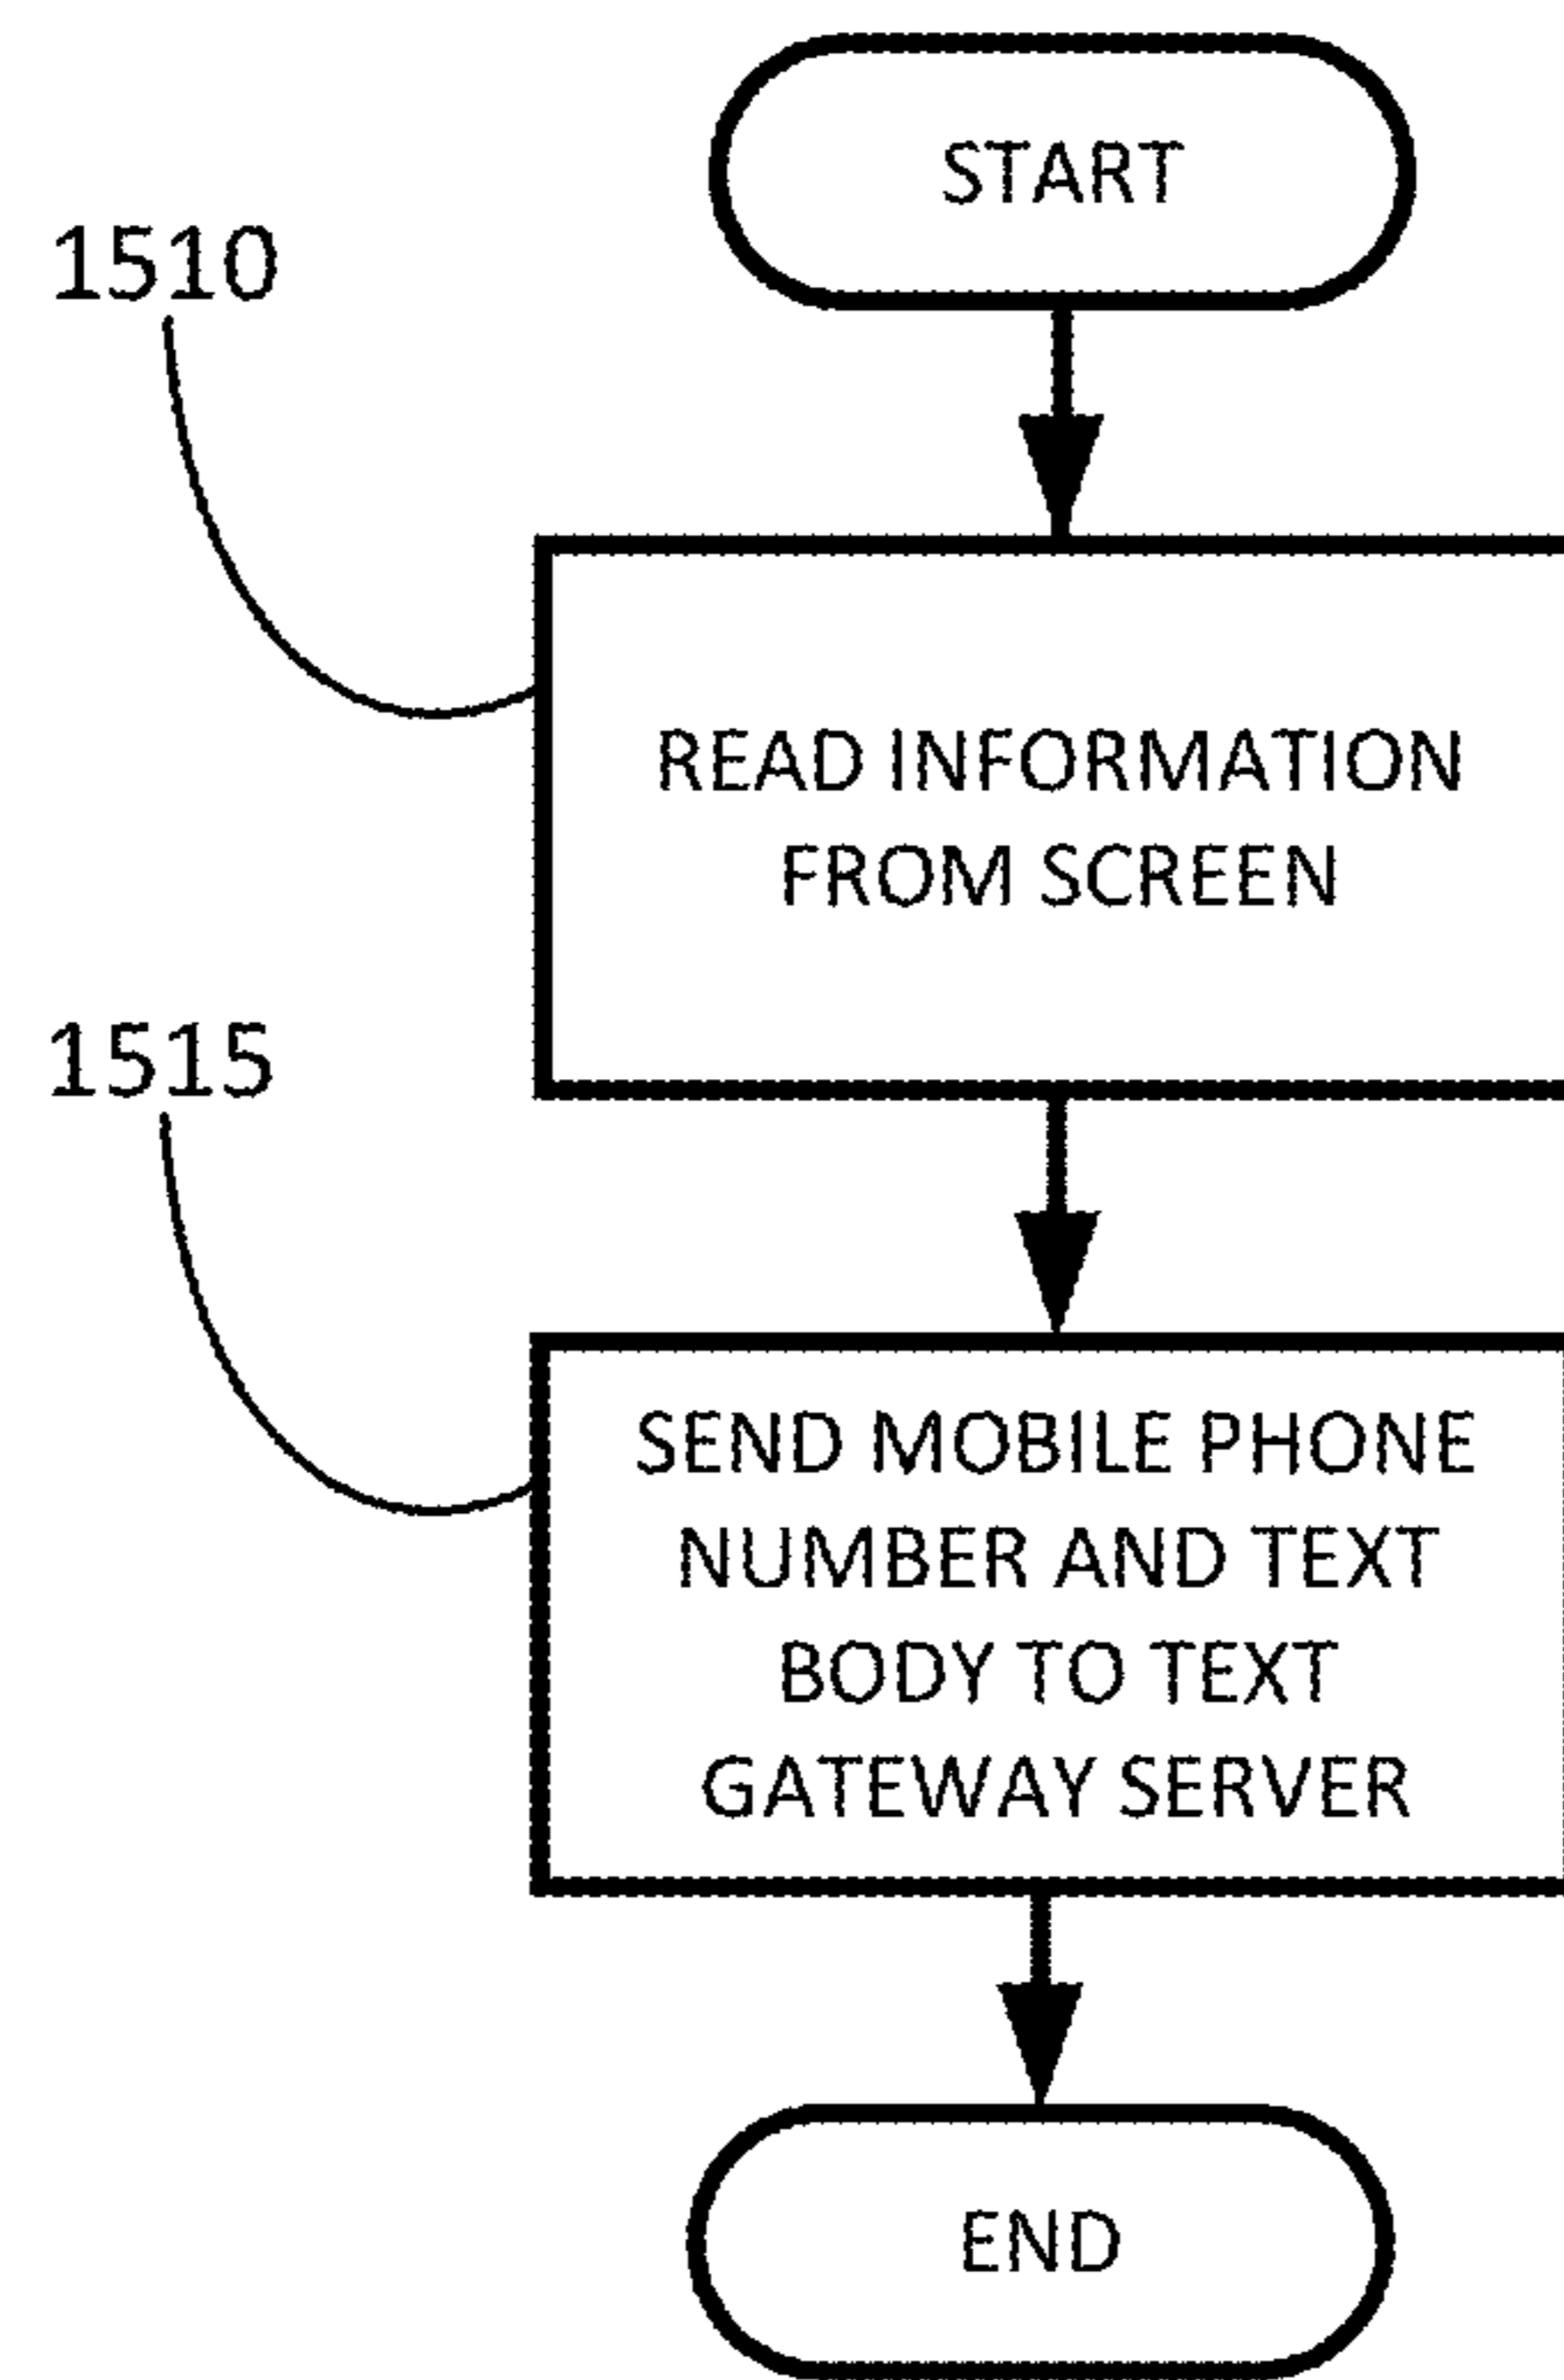 START
1510
READ INFORMATION
FROM SCREEN
1515
SEND MOBILE PHONE
NUMBER AND TEXT
BODY TO TEXT
GATEWAY SERVER
END